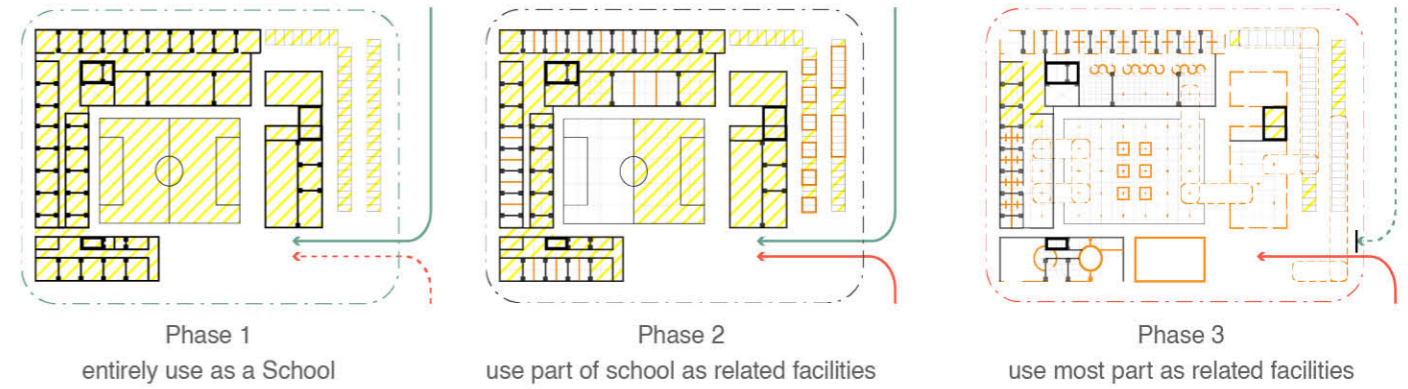 Phase 1
entirely use as a School
Phase 2
use part of school as related facilities
Phase 3
use most part as related facilities